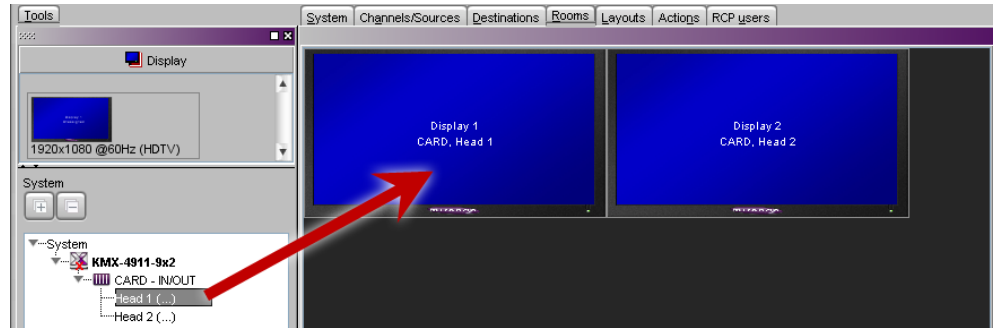 Tools
System Channels/Sources Destinations Rooms Layouts Actions RCP users
Display
1920x1080 @60Hz (HDTV)
System
System
KMX-4911-9x2
CARD - IN/OUT
Head 1 (...)
Head 2 (...)
Display 1
CARD, Head 1
Display 2
CARD, Head 2